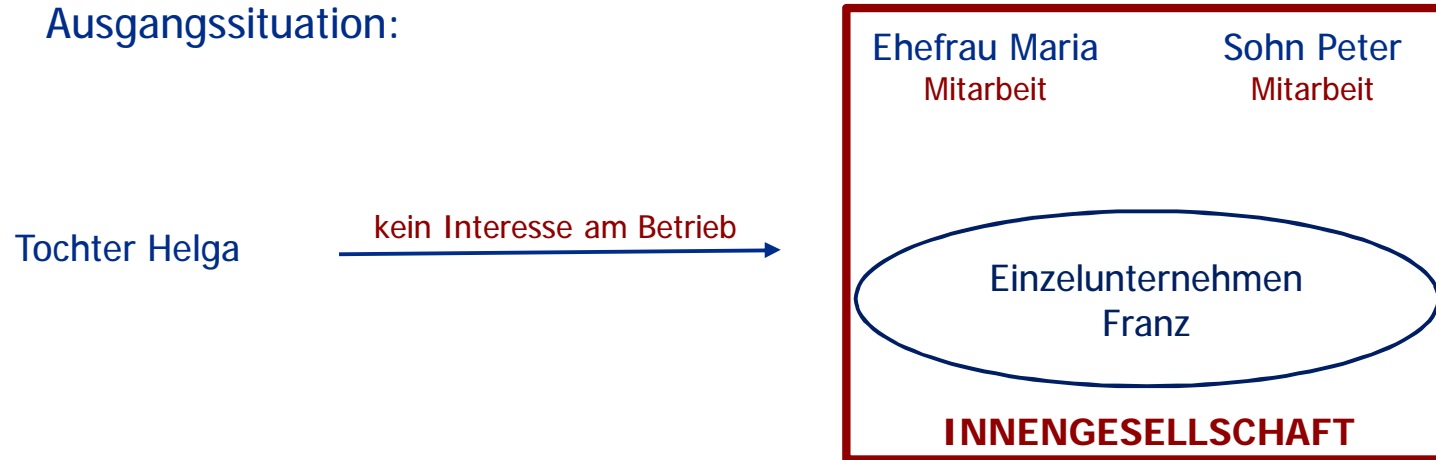 Ausgangssituation:
Ehefrau Maria
Mitarbeit
Sohn Peter
Mitarbeit
Tochter Helga
kein Interesse am Betrieb
Einzelunternehmen
Franz
INNENGESELLSCHAFT